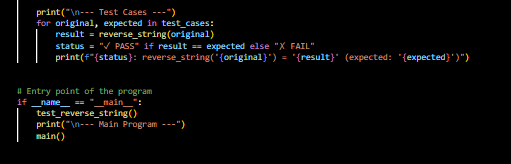 print("\n--- Test Cases ---")
for original, expected in test_cases:
result = reverse_string(original)
status = "✓ PASS" if result == expected else "✗ FAIL"
print(f"{status}: reverse_string('{original}') = '{result}' (expected: '{expected}')")
# Entry point of the program
if __name__ == "__main__":
test_reverse_string()
print("\n--- Main Program ---")
main()